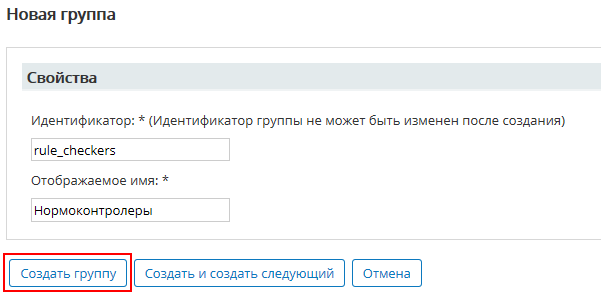 Новая группа
Свойства
Идентификатор: * (Идентификатор группы не может быть изменен после создания)
rule_checkers
Отображаемое имя: *
Нормоконтролеры
Создать группу Создать и создать следующий Отмена